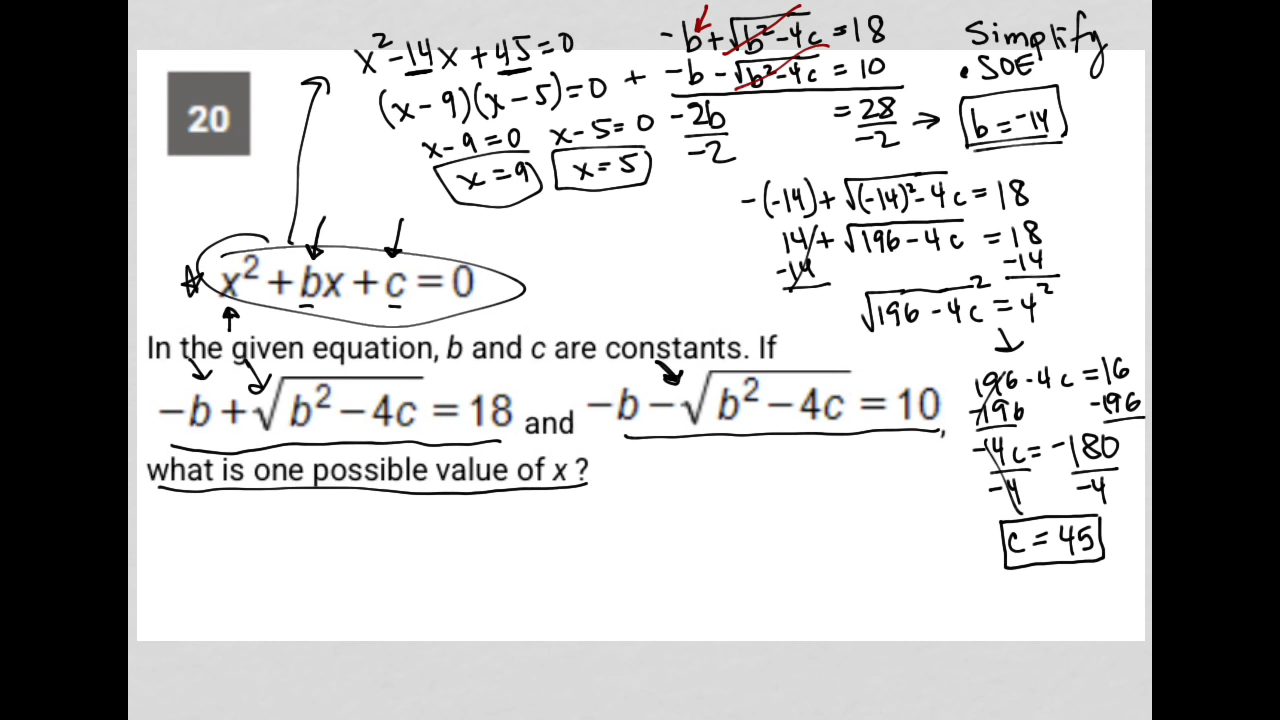 20
x² + bx + c = 0
In the given equation, b and c are constants. If
-b + √(b² - 4c) = 18 and -b - √(b² - 4c) = 10,
what is one possible value of x?
x² - 14x + 45 = 0
(x - 9)(x - 5) = 0
x - 9 = 0 x - 5 = 0
x = 9 x = 5
-b + √(b² - 4c) = 18
+ -b - √(b² - 4c) = 10
-2b = 28
-2 -2
→ b = -14
Simplify
• SOE
-(-14) + √((-14)² - 4c) = 18
14 + √(196 - 4c) = 18
-14 -14
√(196 - 4c)² = 4²
196 - 4c = 16
-196 -196
-4c = -180
-4 -4
c = 45